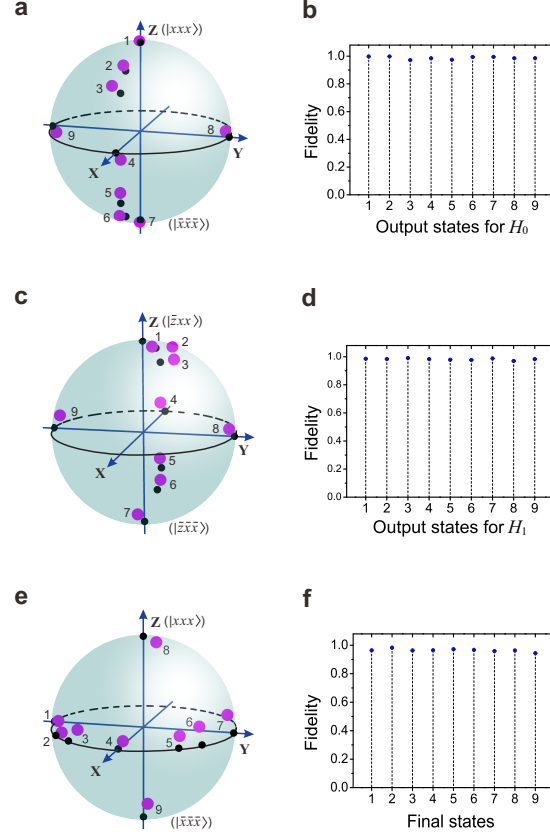 a
Z (|xxx⟩)
1
2
3
9
8
Y
4
X
5
6
7
(|x̄x̄x̄⟩)
b
Fidelity
1.0
0.8
0.6
0.4
0.2
0.0
1 2 3 4 5 6 7 8 9
Output states for H₀
c
Z (|z̄xx⟩)
1
2
3
4
9
8
Y
X
5
6
7
(|z̄x̄x̄⟩)
d
Fidelity
1.0
0.8
0.6
0.4
0.2
0.0
1 2 3 4 5 6 7 8 9
Output states for H₁
e
Z (|xxx⟩)
8
1
2
3
4
5
6
7
Y
X
9
(|x̄x̄x̄⟩)
f
Fidelity
1.0
0.8
0.6
0.4
0.2
0.0
1 2 3 4 5 6 7 8 9
Final states